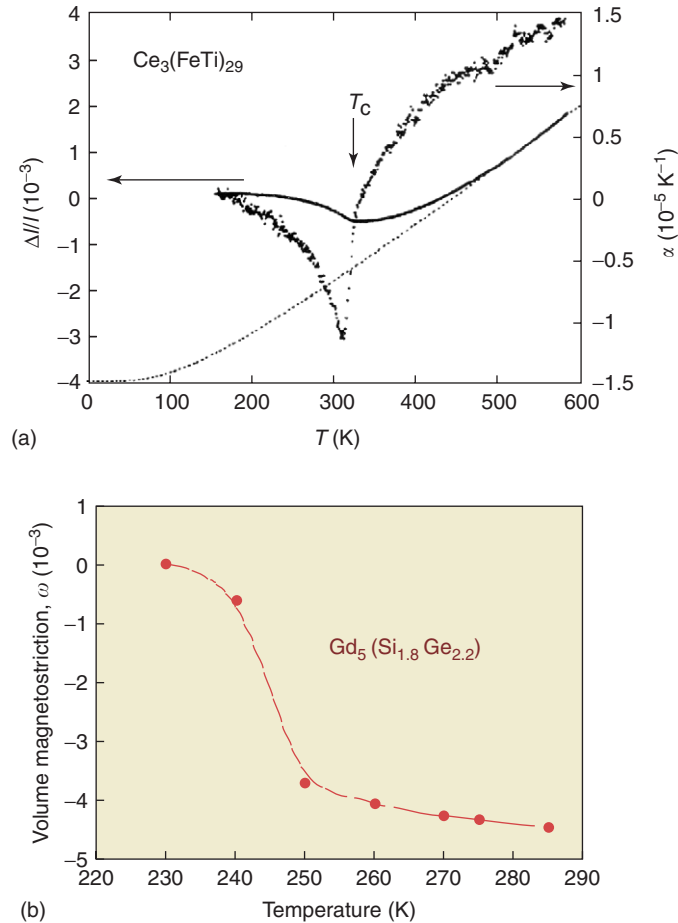 4
3
2
1
0
−1
−2
−3
−4
Δl/l (10−3)
Ce3(FeTi)29
TC
1.5
1
0.5
0
−0.5
−1
−1.5
α (10−5 K−1)
0 100 200 300 400 500 600
(a) T (K)
1
0
−1
−2
−3
−4
−5
Volume magnetostriction, ω (10−3)
Gd5 (Si1.8 Ge2.2)
220 230 240 250 260 270 280 290
(b) Temperature (K)